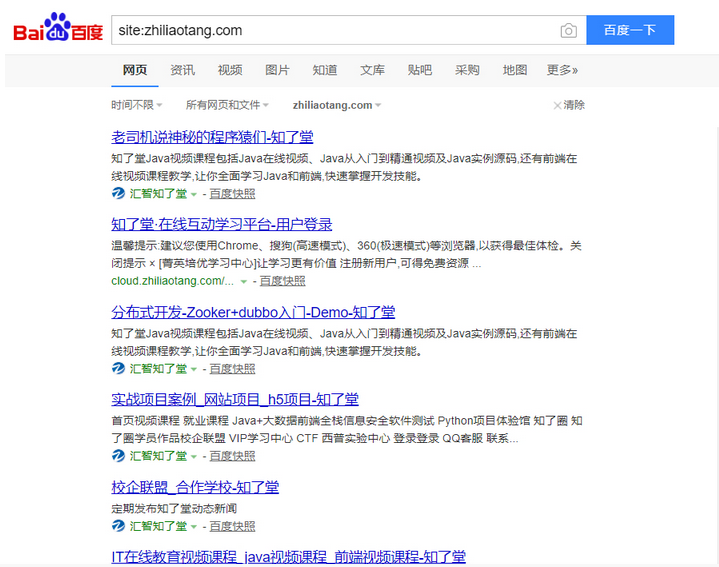 Bai du 百度
site:zhiliaotang.com
百度一下
网页 资讯 视频 图片 知道 文库 贴吧 采购 地图 更多»
时间不限 所有网页和文件 zhiliaotang.com ×清除
老司机说神秘的程序猿们-知了堂
知了堂Java视频课程包括Java在线视频、Java从入门到精通视频及Java实例源码,还有前端在
线视频课程教学,让你全面学习Java和前端,快速掌握开发技能。
汇智知了堂 - 百度快照
知了堂·在线互动学习平台-用户登录
温馨提示:建议您使用Chrome、搜狗(高速模式)、360(极速模式)等浏览器,以获得最佳体检。关
闭提示 × [菁英培优学习中心]让学习更有价值 注册新用户,可得免费资源 ...
cloud.zhiliaotang.com/... - 百度快照
分布式开发-Zooker+dubbo入门-Demo-知了堂
知了堂Java视频课程包括Java在线视频、Java从入门到精通视频及Java实例源码,还有前端在
线视频课程教学,让你全面学习Java和前端,快速掌握开发技能。
汇智知了堂 - 百度快照
实战项目案例_网站项目_h5项目-知了堂
首页视频课程 就业课程 Java+大数据前端全栈信息安全软件测试 Python项目体验馆 知了圈 知
了圈学员作品校企联盟 VIP学习中心 CTF 西普实验中心 登录登录 QQ客服 联系...
汇智知了堂 - 百度快照
校企联盟_合作学校-知了堂
定期发布知了堂动态新闻
汇智知了堂 - 百度快照
IT在线教育视频课程_java视频课程_前端视频课程-知了堂